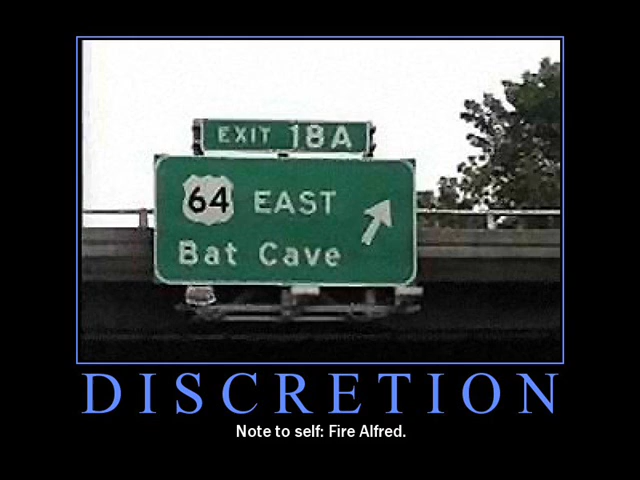 EXIT 18A
64 EAST
Bat Cave
DISCRETION
Note to self: Fire Alfred.